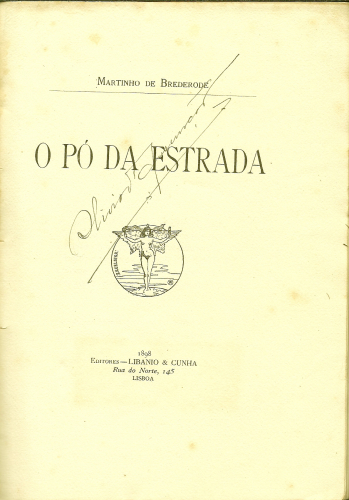 MARTINHO DE BREDERODE
O PÓ DA ESTRADA
1898
EDITORES—LIBANIO & CUNHA
Rua do Norte, 145
LISBOA